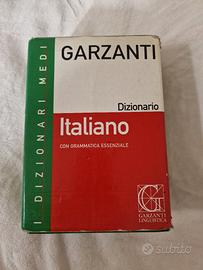 I DIZIONARI MEDI
GARZANTI
Dizionario
Italiano
CON GRAMMATICA ESSENZIALE
G
GARZANTI
LINGUISTICA
subito